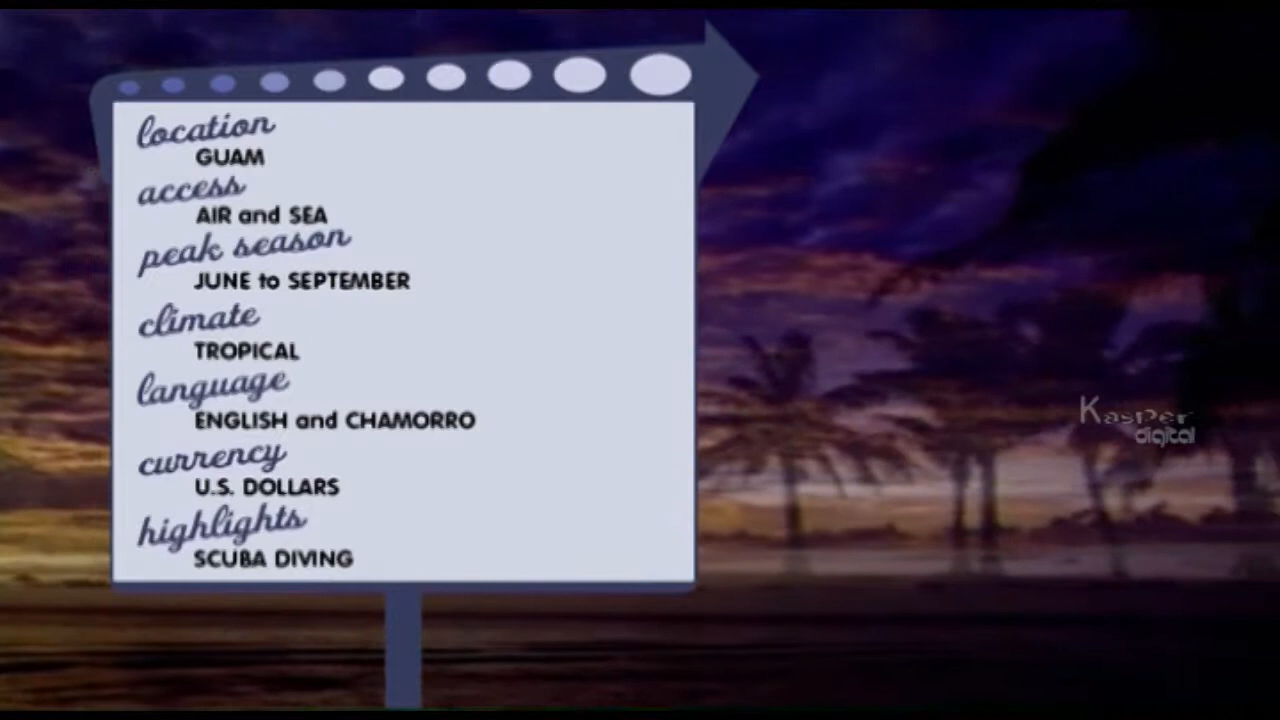 location
GUAM
access
AIR and SEA
peak season
JUNE to SEPTEMBER
climate
TROPICAL
language
ENGLISH and CHAMORRO
currency
U.S. DOLLARS
highlights
SCUBA DIVING
Kasper
digital